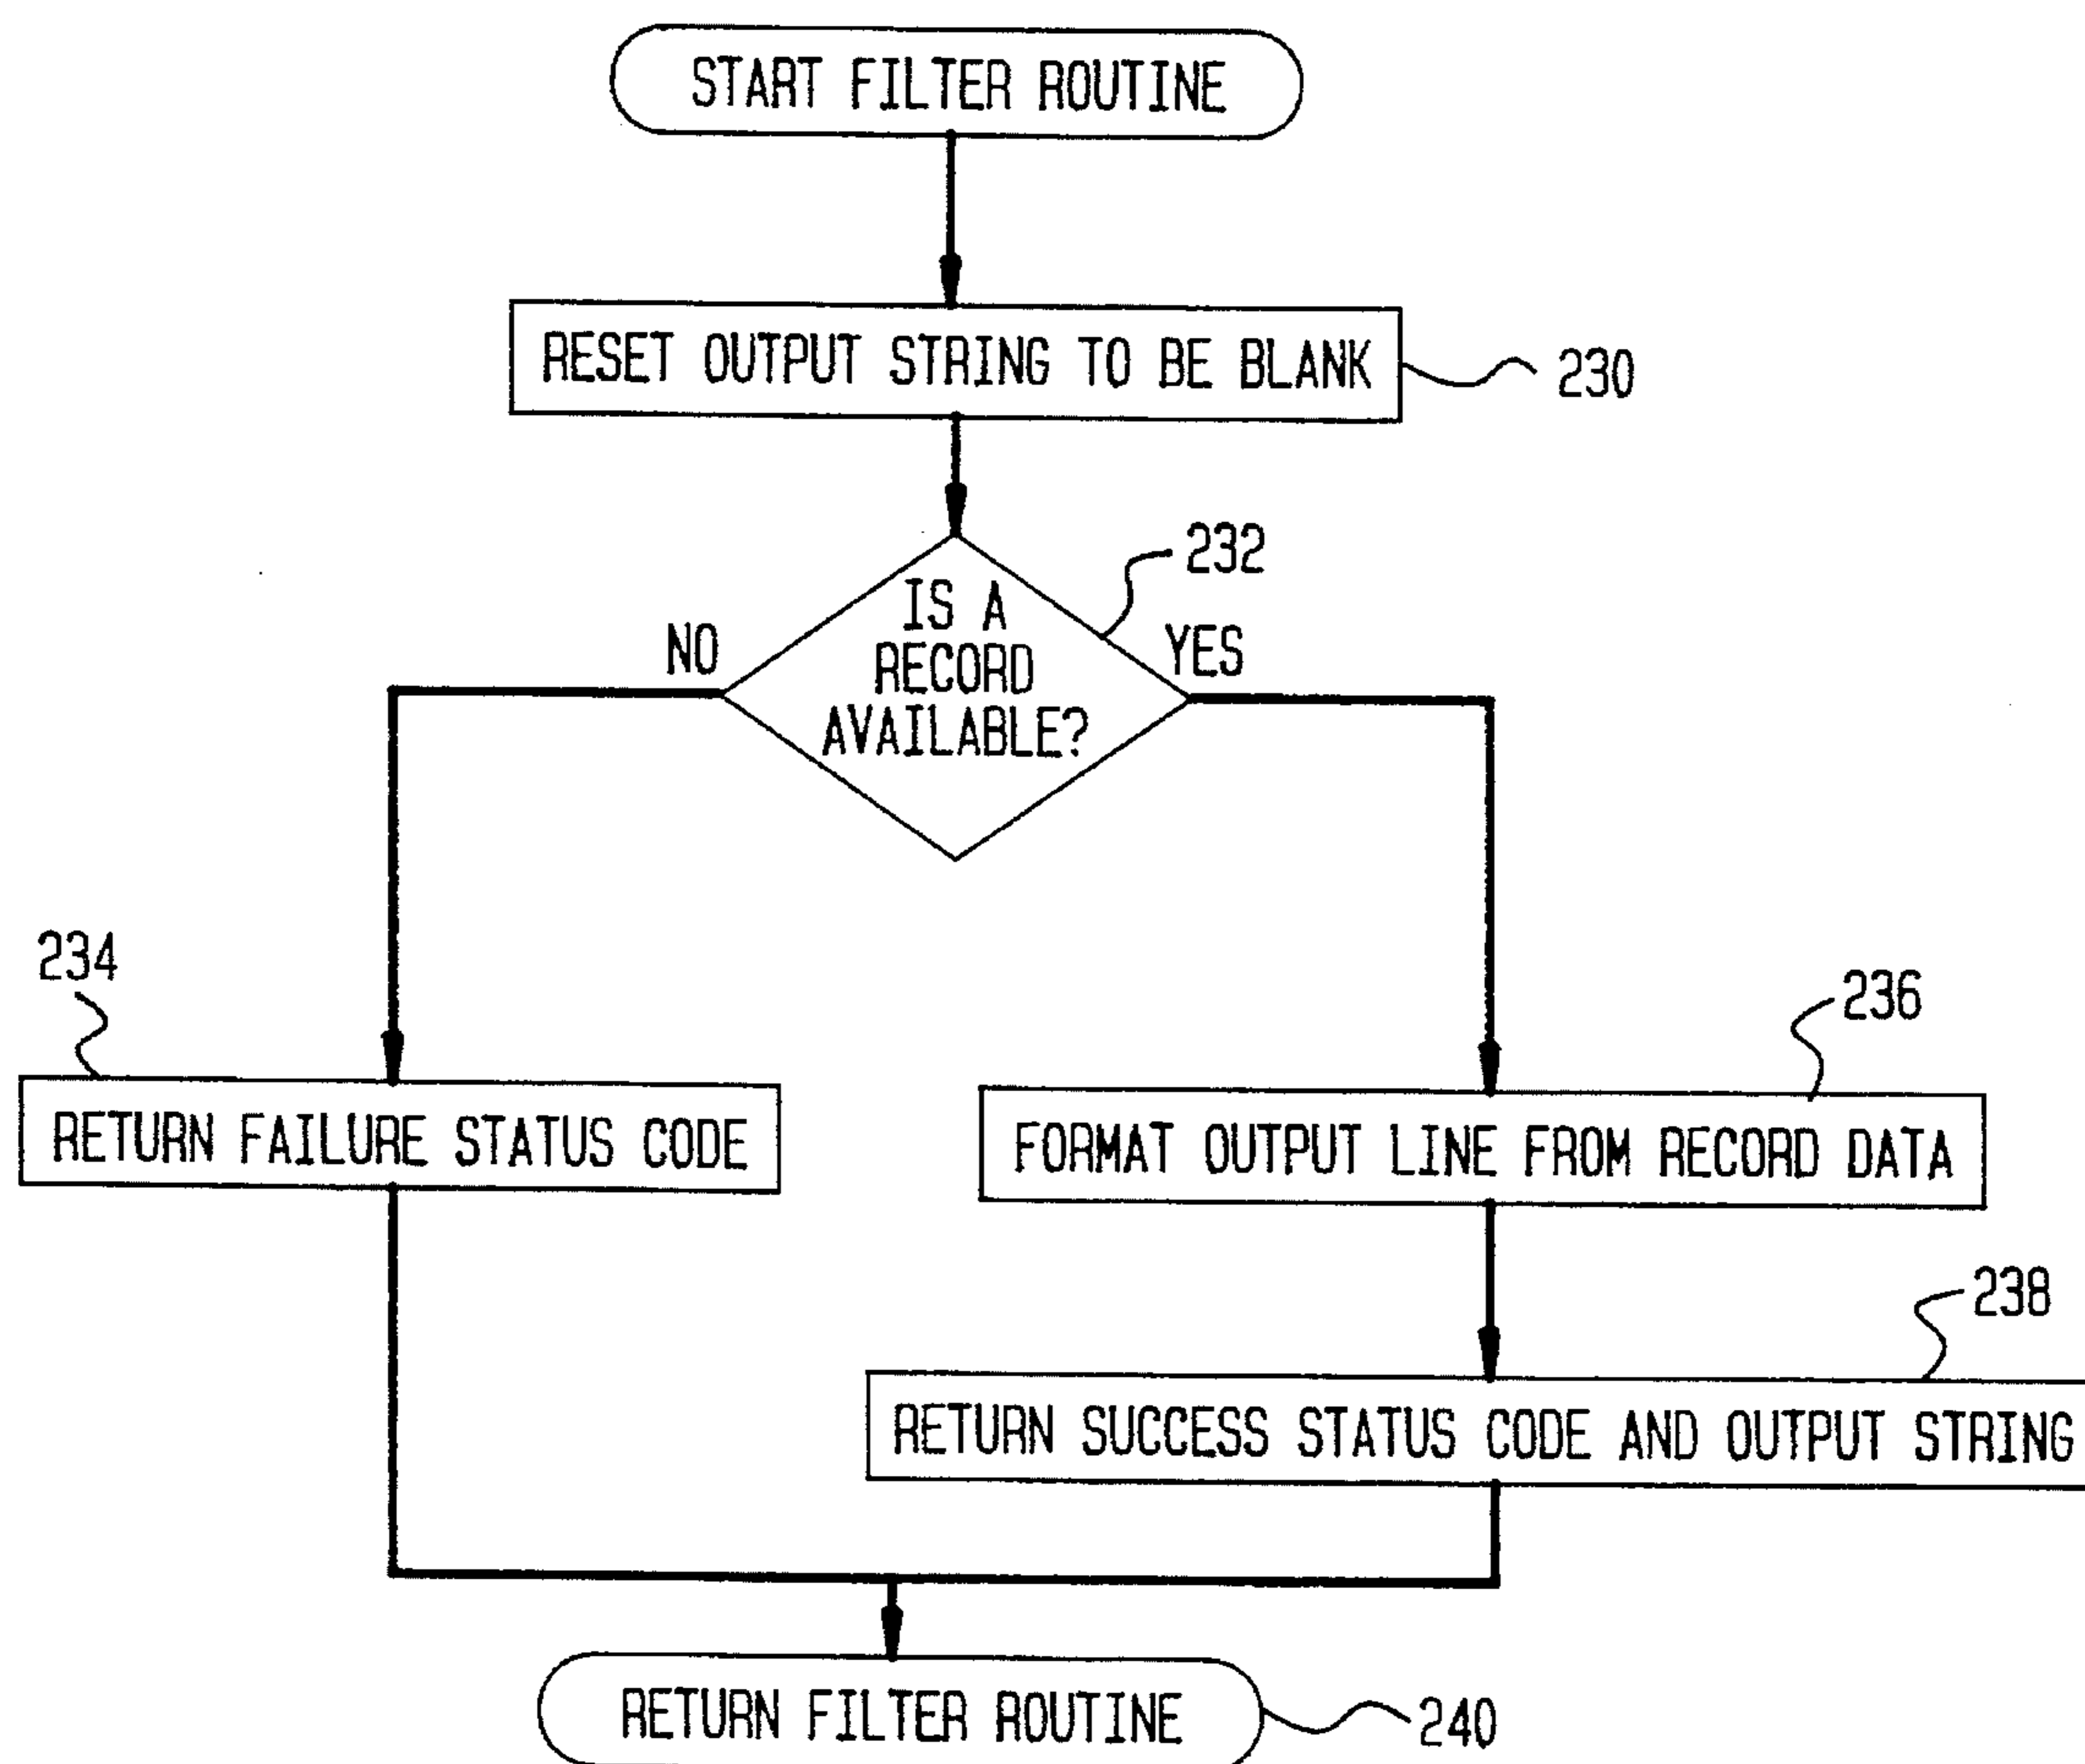 START FILTER ROUTINE
RESET OUTPUT STRING TO BE BLANK
230
232
IS A
RECORD
AVAILABLE?
NO
YES
234
236
RETURN FAILURE STATUS CODE
FORMAT OUTPUT LINE FROM RECORD DATA
238
RETURN SUCCESS STATUS CODE AND OUTPUT STRING
RETURN FILTER ROUTINE
240